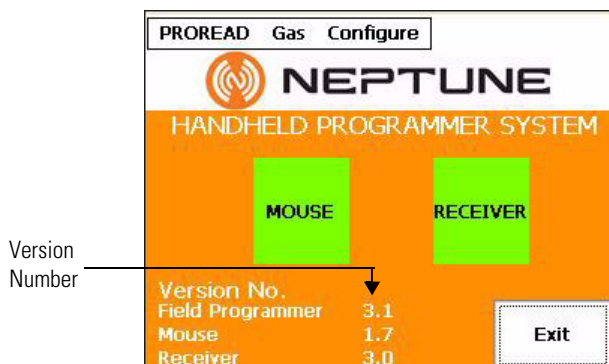 PROREAD Gas Configure
NEPTUNE
HANDHELD PROGRAMMER SYSTEM
MOUSE
RECEIVER
Version
Number
Version No.
Field Programmer 3.1
Mouse 1.7
Receiver 3.0
Exit